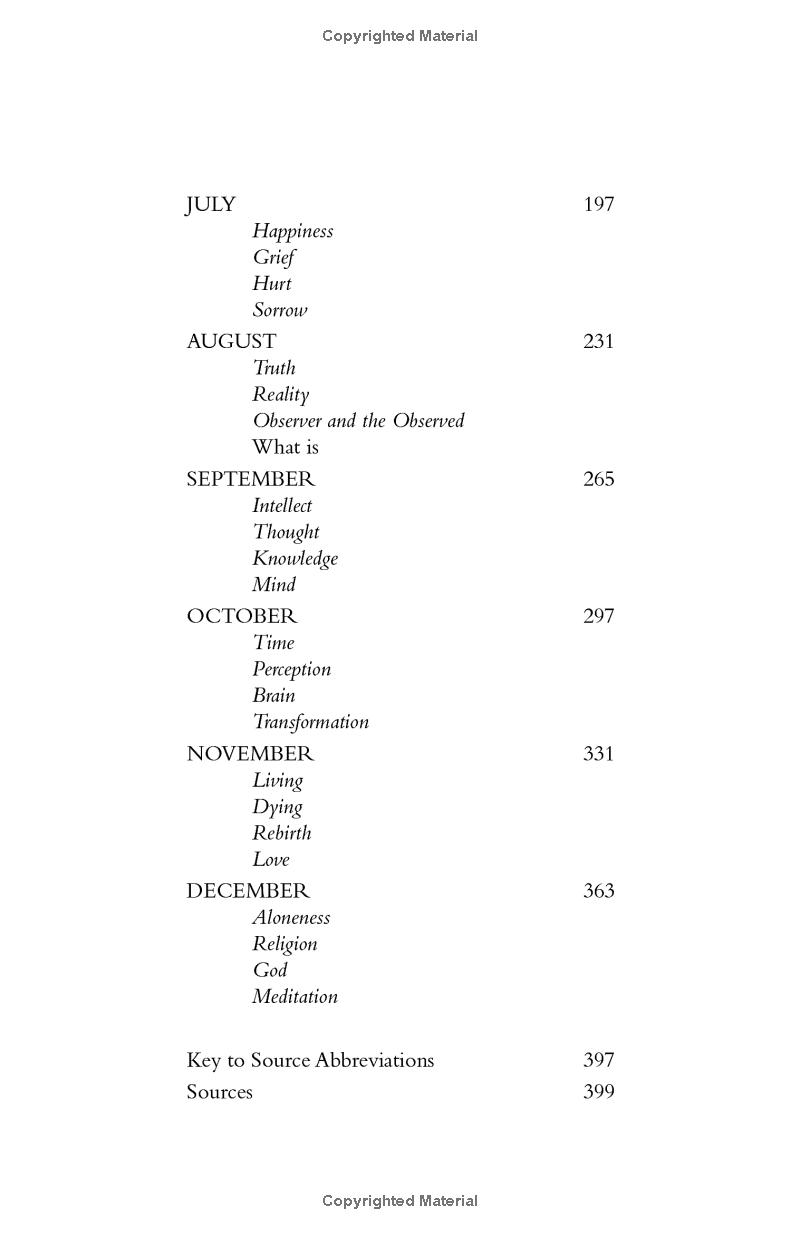 Copyrighted Material
JULY 197
Happiness
Grief
Hurt
Sorrow
AUGUST 231
Truth
Reality
Observer and the Observed
What is
SEPTEMBER 265
Intellect
Thought
Knowledge
Mind
OCTOBER 297
Time
Perception
Brain
Transformation
NOVEMBER 331
Living
Dying
Rebirth
Love
DECEMBER 363
Aloneness
Religion
God
Meditation
Key to Source Abbreviations 397
Sources 399
Copyrighted Material